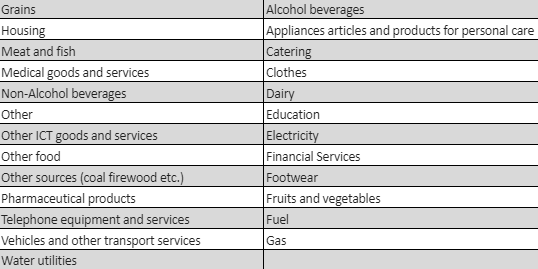 Grains
Alcohol beverages
Housing
Appliances articles and products for personal care
Meat and fish
Catering
Medical goods and services
Clothes
Non-Alcohol beverages
Dairy
Other
Education
Other ICT goods and services
Electricity
Other food
Financial Services
Other sources (coal firewood etc.)
Footwear
Pharmaceutical products
Fruits and vegetables
Telephone equipment and services
Fuel
Vehicles and other transport services
Gas
Water utilities